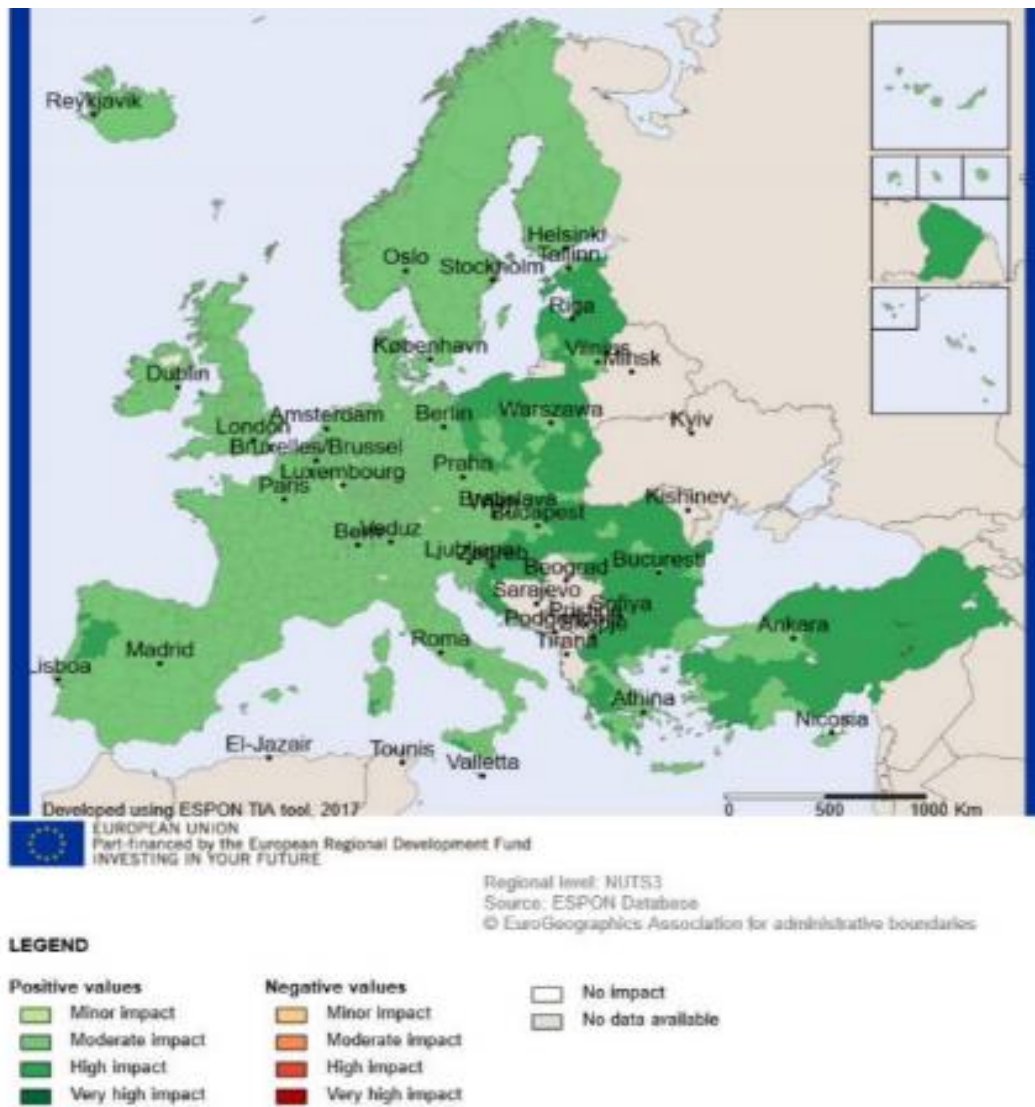 Reykjavik
Helsinki
Tallinn
Oslo
Stockholm
Riga
København
Vilnius
Minsk
Dublin
Amsterdam
Berlin
Warszawa
Kyiv
London
Bruxelles/Brussel
Luxembourg
Praha
Paris
Bratislava
Kishinev
Budapest
Bern
Vaduz
Ljubljana
Zagreb
Beograd
Bucuresti
Sarajevo
Sofiya
Ankara
Tirana
Roma
Madrid
Lisboa
Athina
Nicosia
El-Jazair
Tounis
Valletta
Developed using ESPON TIA tool, 2017
0 500 1000 Km
EUROPEAN UNION
Part-financed by the European Regional Development Fund
INVESTING IN YOUR FUTURE
Regional level: NUTS3
Source: ESPON Database
© EuroGeographics Association for administrative boundaries
LEGEND
Positive values
Minor impact
Moderate impact
High impact
Very high impact
Negative values
Minor impact
Moderate impact
High impact
Very high impact
No impact
No data available